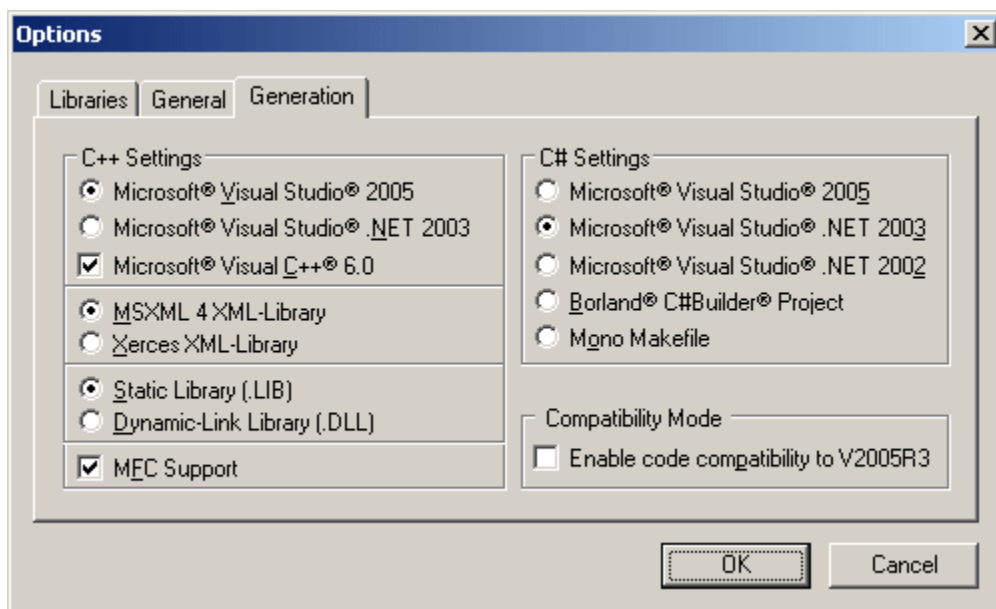 Options
Libraries
General
Generation
C++ Settings
Microsoft® Visual Studio® 2005
Microsoft® Visual Studio® .NET 2003
Microsoft® Visual C++® 6.0
MSXML 4 XML-Library
Xerces XML-Library
Static Library (.LIB)
Dynamic-Link Library (.DLL)
MFC Support
C# Settings
Microsoft® Visual Studio® 2005
Microsoft® Visual Studio® .NET 2003
Microsoft® Visual Studio® .NET 2002
Borland® C#Builder® Project
Mono Makefile
Compatibility Mode
Enable code compatibility to V2005R3
OK
Cancel